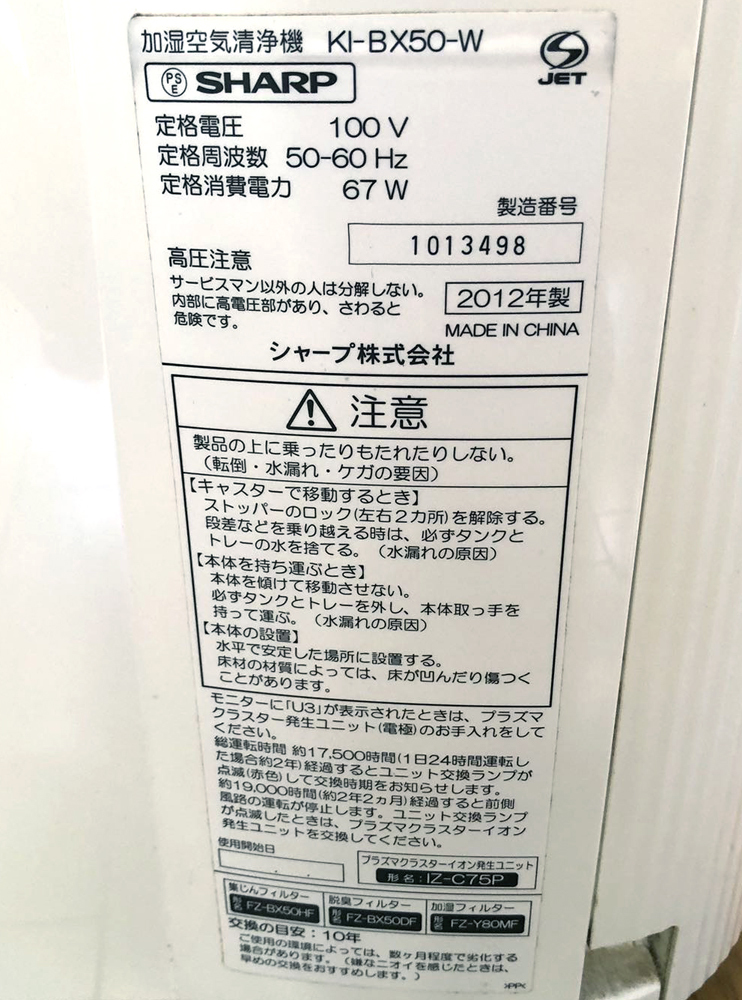 加湿空気清浄機 KI-BX50-W
PS E SHARP
JET
定格電圧 100 V
定格周波数 50-60 Hz
定格消費電力 67 W
製造番号
1013498
高圧注意
サービスマン以外の人は分解しない。
内部に高電圧部があり、さわると
危険です。
2012年製
MADE IN CHINA
シャープ株式会社
注意
製品の上に乗ったりもたれたりしない。
（転倒・水漏れ・ケガの要因）
【キャスターで移動するとき】
ストッパーのロック(左右2カ所)を解除する。
段差などを乗り越える時は、必ずタンクと
トレーの水を捨てる。（水漏れの原因）
【本体を持ち運ぶとき】
本体を傾けて移動させない。
必ずタンクとトレーを外し、本体取っ手を
持って運ぶ。（水漏れの原因）
【本体の設置】
水平で安定した場所に設置する。
床材の材質によっては、床が凹んだり傷つく
ことがあります。
モニターに「U3」が表示されたときは、プラズマ
クラスター発生ユニット(電極)のお手入れをして
ください。
総運転時間 約17,500時間(1日24時間運転し
た場合約2年)経過するとユニット交換ランプが
点滅(赤色)して交換時期をお知らせします。
約19,000時間(約2年2ヵ月)経過すると前側
風路の運転が停止します。ユニット交換ランプ
が点滅したときは、プラズマクラスターイオン
発生ユニットを交換してください。
使用開始日
プラズマクラスターイオン発生ユニット
形名：IZ-C75P
集じんフィルター
形名 FZ-BX50HF
脱臭フィルター
形名 FZ-BX50DF
加湿フィルター
形名 FZ-Y80MF
交換の目安：10年
ご使用の環境によっては、数ヶ月程度で劣化する
場合があります。（嫌なニオイを感じたときは、
早めの交換をおすすめします。）
>PP<